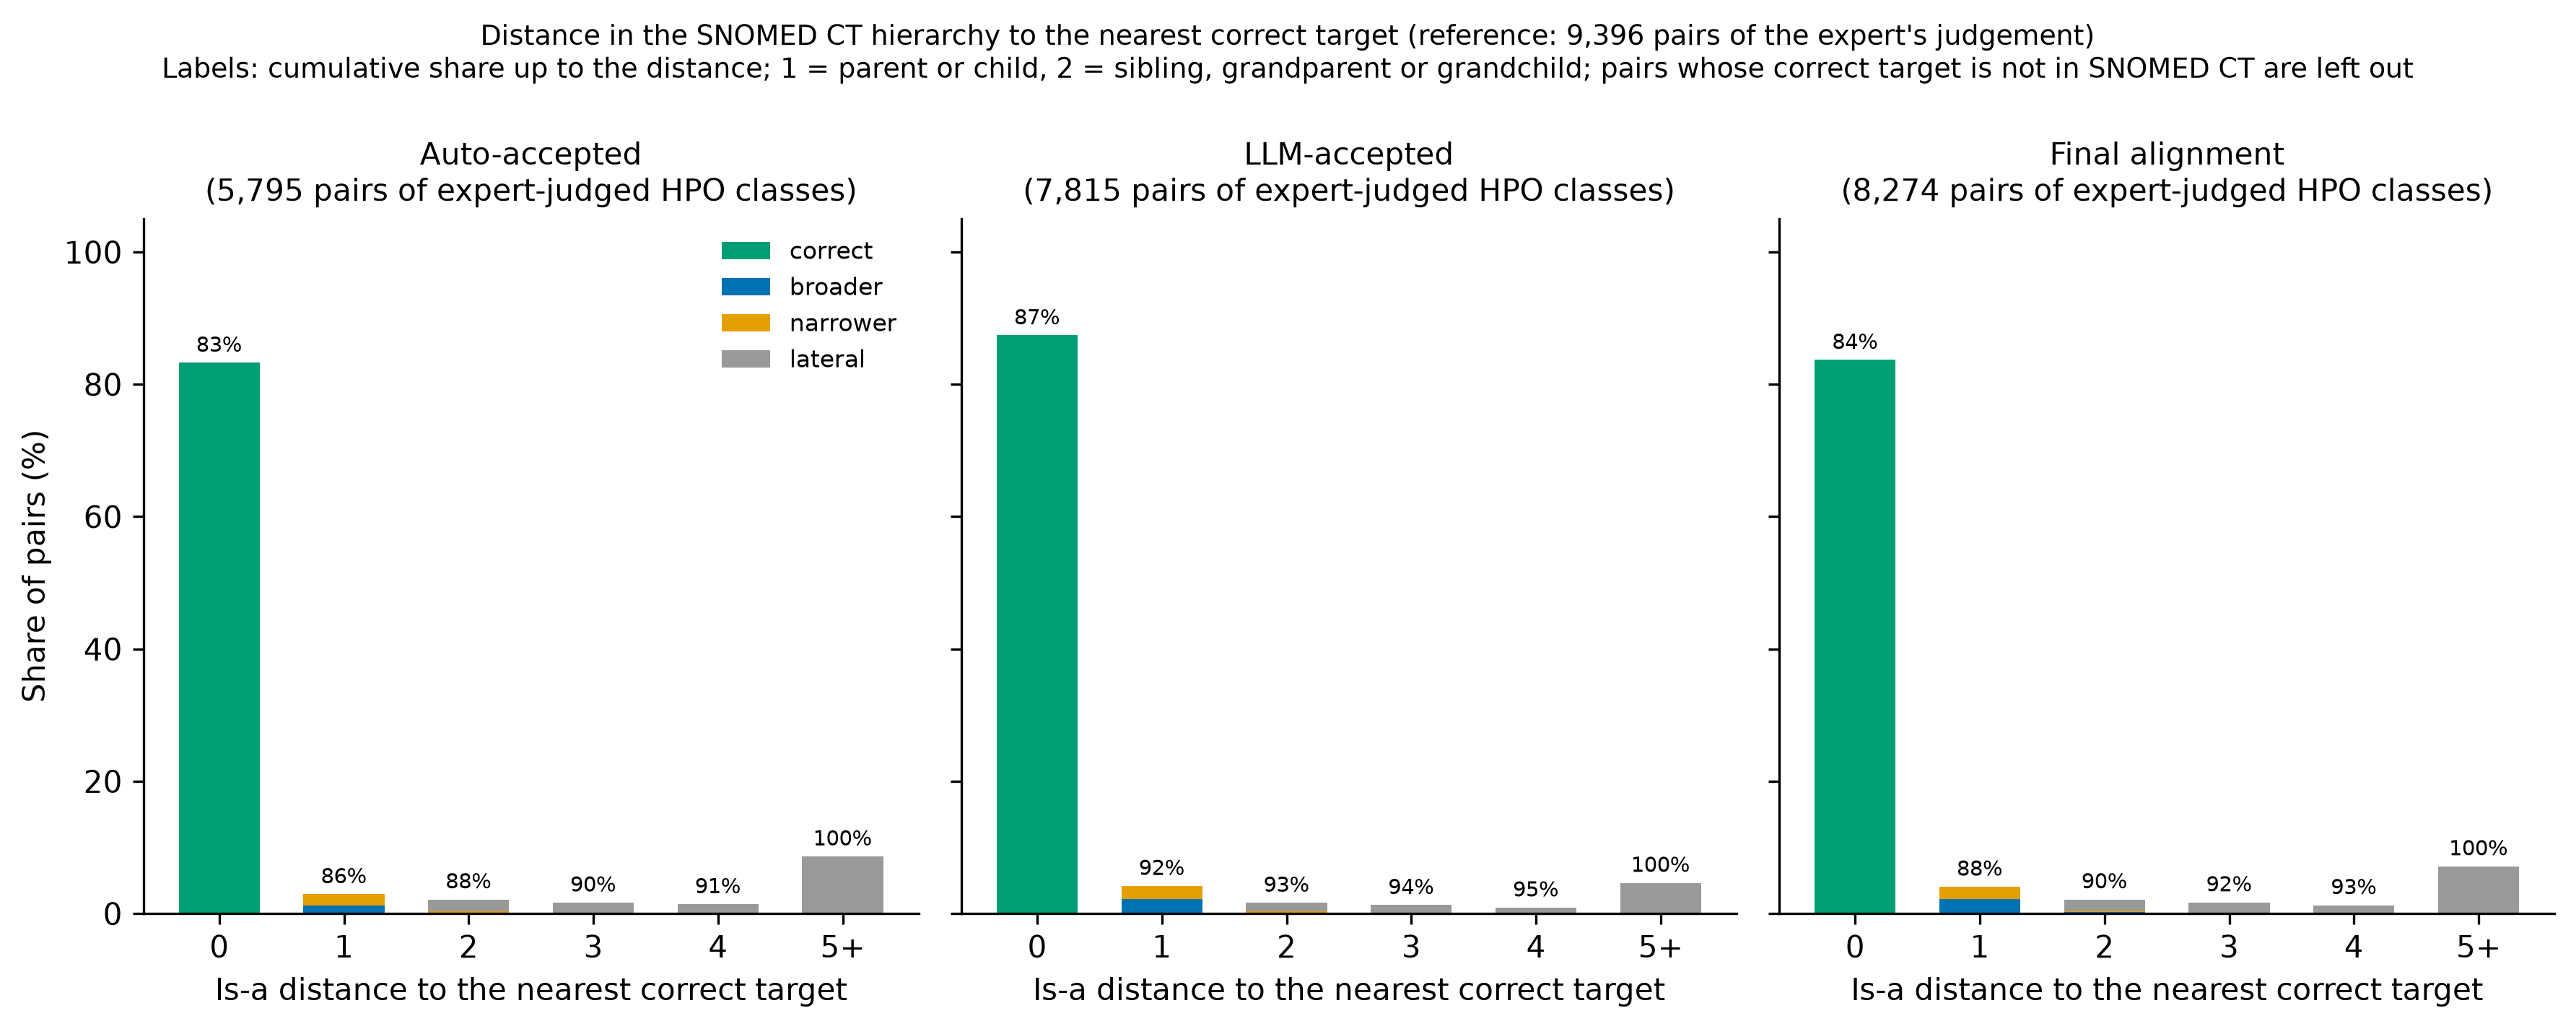 Distance in the SNOMED CT hierarchy to the nearest correct target (reference: 9,396 pairs of the expert's judgement)
Labels: cumulative share up to the distance; 1 = parent or child, 2 = sibling, grandparent or grandchild; pairs whose correct target is not in SNOMED CT are left out
Auto-accepted
(5,795 pairs of expert-judged HPO classes)
Share of pairs (%)
100
80
60
40
20
0
correct
broader
narrower
lateral
83%
86%
88%
90%
91%
100%
0
1
2
3
4
5+
Is-a distance to the nearest correct target
LLM-accepted
(7,815 pairs of expert-judged HPO classes)
87%
92%
93%
94%
95%
100%
0
1
2
3
4
5+
Is-a distance to the nearest correct target
Final alignment
(8,274 pairs of expert-judged HPO classes)
84%
88%
90%
92%
93%
100%
0
1
2
3
4
5+
Is-a distance to the nearest correct target